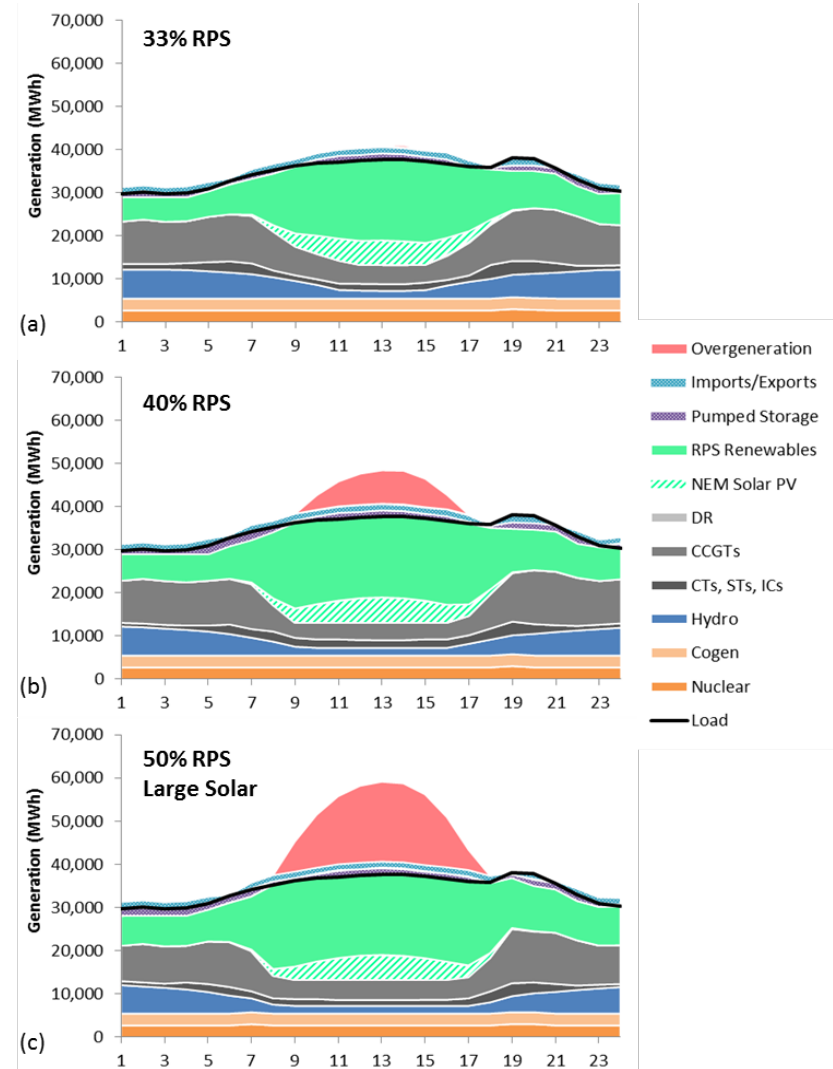 70,000
60,000
50,000
40,000
30,000
20,000
10,000
0
Generation (MWh)
33% RPS
(a)
1 3 5 7 9 11 13 15 17 19 21 23
70,000
60,000
50,000
40,000
30,000
20,000
10,000
0
Generation (MWh)
40% RPS
(b)
1 3 5 7 9 11 13 15 17 19 21 23
70,000
60,000
50,000
40,000
30,000
20,000
10,000
0
Generation (MWh)
50% RPS
Large Solar
(c)
1 3 5 7 9 11 13 15 17 19 21 23
Overgeneration
Imports/Exports
Pumped Storage
RPS Renewables
NEM Solar PV
DR
CCGTs
CTs, STs, ICs
Hydro
Cogen
Nuclear
Load